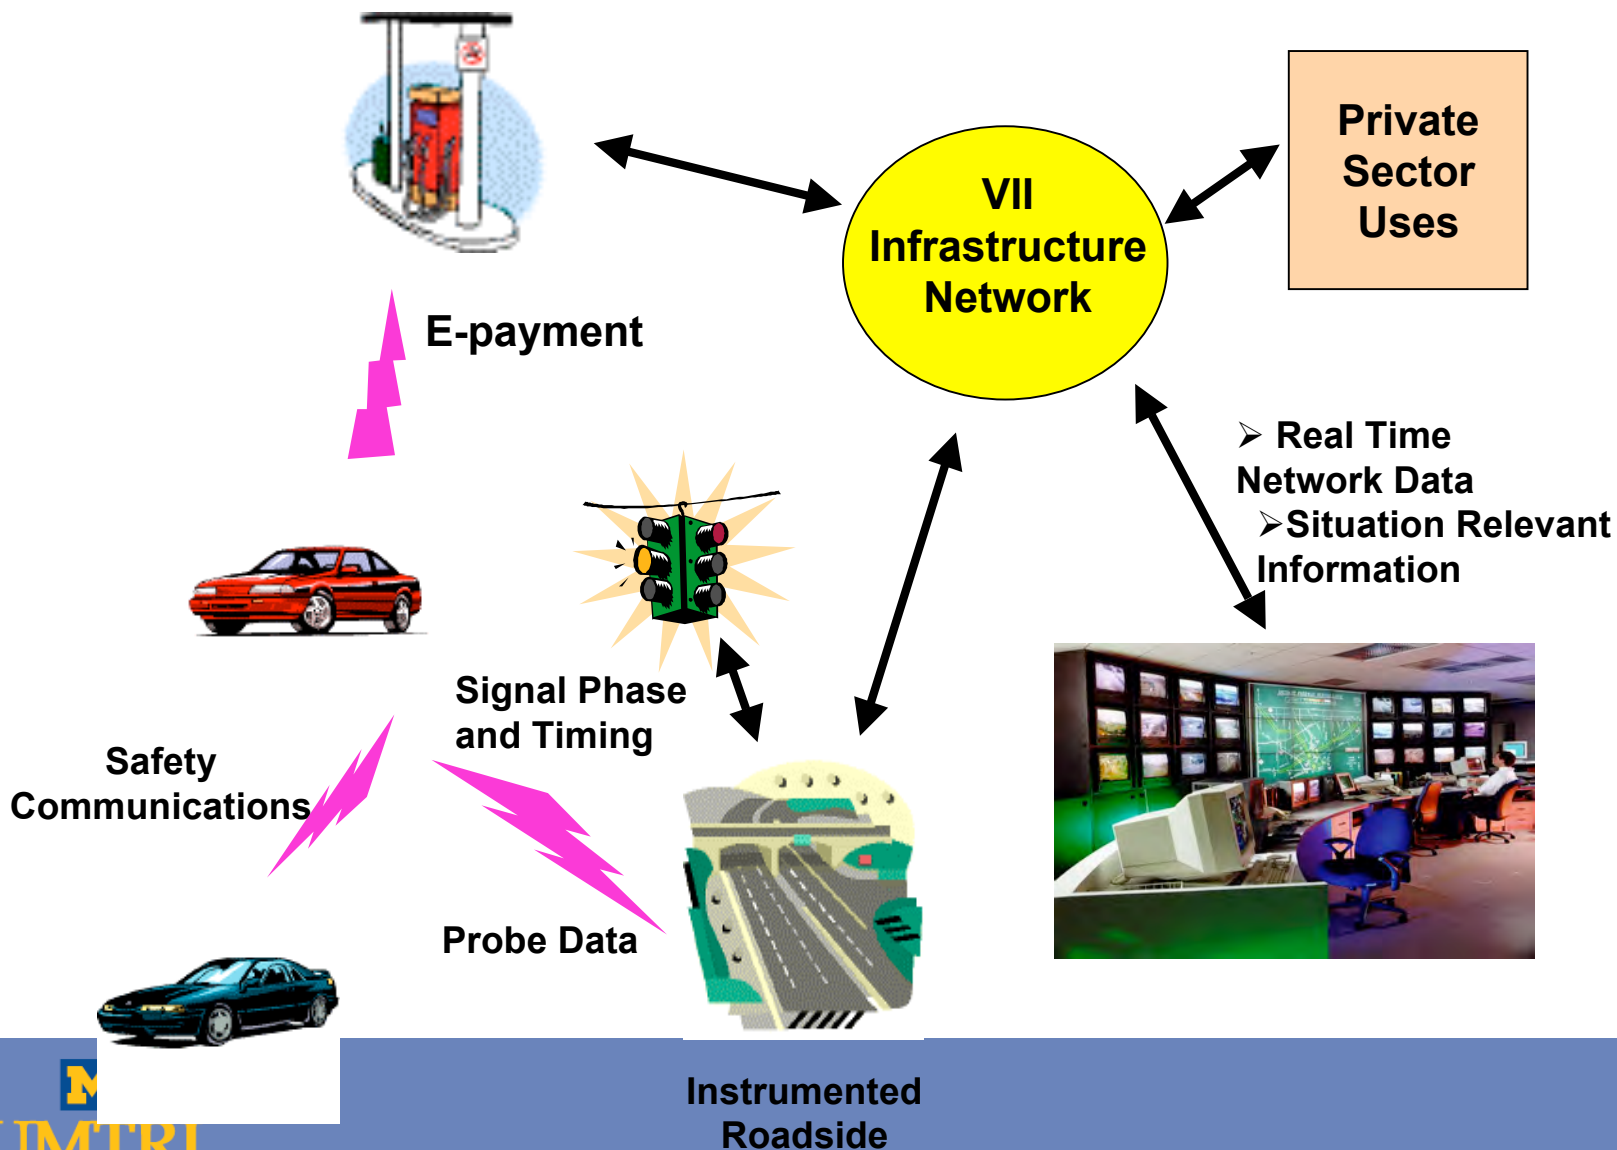 VII
Infrastructure
Network
Private
Sector
Uses
E-payment
➢ Real Time
Network Data
➢Situation Relevant
Information
Signal Phase
and Timing
Safety
Communications
Probe Data
Instrumented
Roadside
M
UMTRI